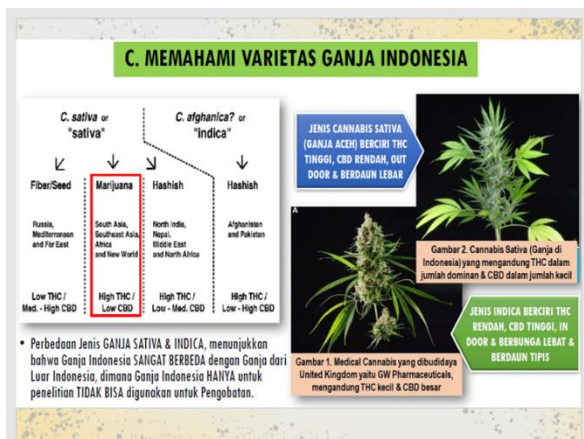 C. MEMAHAMI VARIETAS GANJA INDONESIA
C. sativa or
"sativa"
C. afghanica? or
"indica"
Fiber/Seed
Marijuana
Hashish
Hashish
Russia,
Mediterranean
and Far East
South Asia,
Southeast Asia,
Africa
and New World
North India,
Nepal,
Middle East
and North Africa
Afghanistan
and Pakistan
Low THC /
Med. - High CBD
High THC /
Low CBD
High THC /
Low - Med. CBD
High THC /
Low - High CBD
• Perbedaan Jenis GANJA SATIVA & INDICA, menunjukkan
bahwa Ganja Indonesia SANGAT BERBEDA dengan Ganja dari
Luar Indonesia, dimana Ganja Indonesia HANYA untuk
penelitian TIDAK BISA digunakan untuk Pengobatan.
JENIS CANNABIS SATIVA
(GANJA ACEH) BERCIRI THC
TINGGI, CBD RENDAH, OUT
DOOR & BERDAUN LEBAR
Gambar 2. Cannabis Sativa (Ganja di
Indonesia) yang mengandung THC dalam
jumlah dominan & CBD dalam jumlah kecil
A
Gambar 1. Medical Cannabis yang dibudidaya
United Kingdom yaitu GW Pharmaceuticals,
mengandung THC kecil & CBD besar
JENIS INDICA BERCIRI THC
RENDAH, CBD TINGGI, IN
DOOR & BERBUNGA LEBAT &
BERDAUN TIPIS